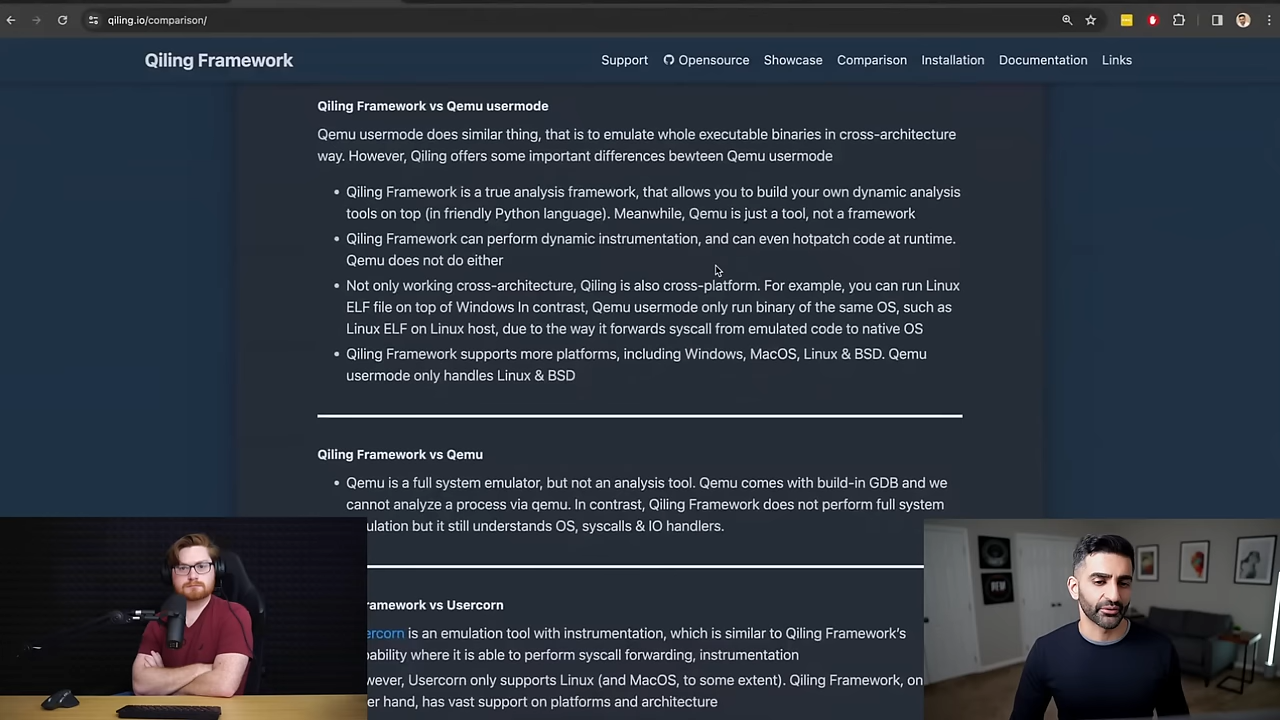 qiling.io/comparison/
Qiling Framework
Support Opensource Showcase Comparison Installation Documentation Links
Qiling Framework vs Qemu usermode
Qemu usermode does similar thing, that is to emulate whole executable binaries in cross-architecture
way. However, Qiling offers some important differences bewteen Qemu usermode
• Qiling Framework is a true analysis framework, that allows you to build your own dynamic analysis
tools on top (in friendly Python language). Meanwhile, Qemu is just a tool, not a framework
• Qiling Framework can perform dynamic instrumentation, and can even hotpatch code at runtime.
Qemu does not do either
• Not only working cross-architecture, Qiling is also cross-platform. For example, you can run Linux
ELF file on top of Windows In contrast, Qemu usermode only run binary of the same OS, such as
Linux ELF on Linux host, due to the way it forwards syscall from emulated code to native OS
• Qiling Framework supports more platforms, including Windows, MacOS, Linux & BSD. Qemu
usermode only handles Linux & BSD
Qiling Framework vs Qemu
• Qemu is a full system emulator, but not an analysis tool. Qemu comes with build-in GDB and we
cannot analyze a process via qemu. In contrast, Qiling Framework does not perform full system
ulation but it still understands OS, syscalls & IO handlers.
ramework vs Usercorn
ercorn is an emulation tool with instrumentation, which is similar to Qiling Framework's
ability where it is able to perform syscall forwarding, instrumentation
wever, Usercorn only supports Linux (and MacOS, to some extent). Qiling Framework, on
er hand, has vast support on platforms and architecture